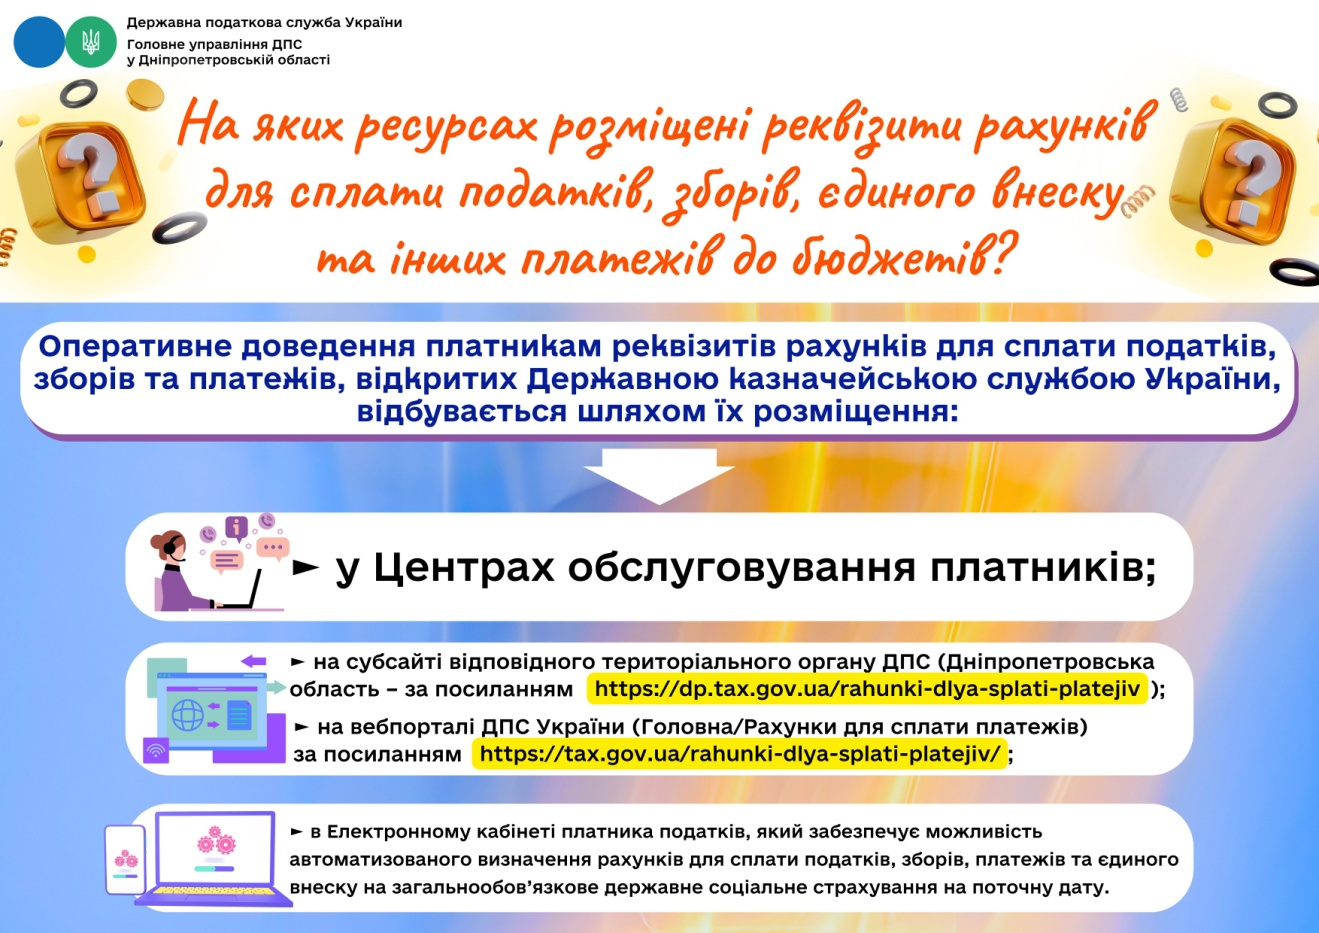 Державна податкова служба України
Головне управління ДПС
у Дніпропетровській області
На яких ресурсах розміщені реквізити рахунків
для сплати податків, зборів, єдиного внеску
та інших платежів до бюджетів?
Оперативне доведення платникам реквізитів рахунків для сплати податків,
зборів та платежів, відкритих Державною казначейською службою України,
відбувається шляхом їх розміщення:
► у Центрах обслуговування платників;
► на субсайті відповідного територіального органу ДПС (Дніпропетровська
область – за посиланням https://dp.tax.gov.ua/rahunki-dlya-splati-platejiv );
► на вебпорталі ДПС України (Головна/Рахунки для сплати платежів)
за посиланням https://tax.gov.ua/rahunki-dlya-splati-platejiv/ ;
► в Електронному кабінеті платника податків, який забезпечує можливість
автоматизованого визначення рахунків для сплати податків, зборів, платежів та єдиного
внеску на загальнообов’язкове державне соціальне страхування на поточну дату.